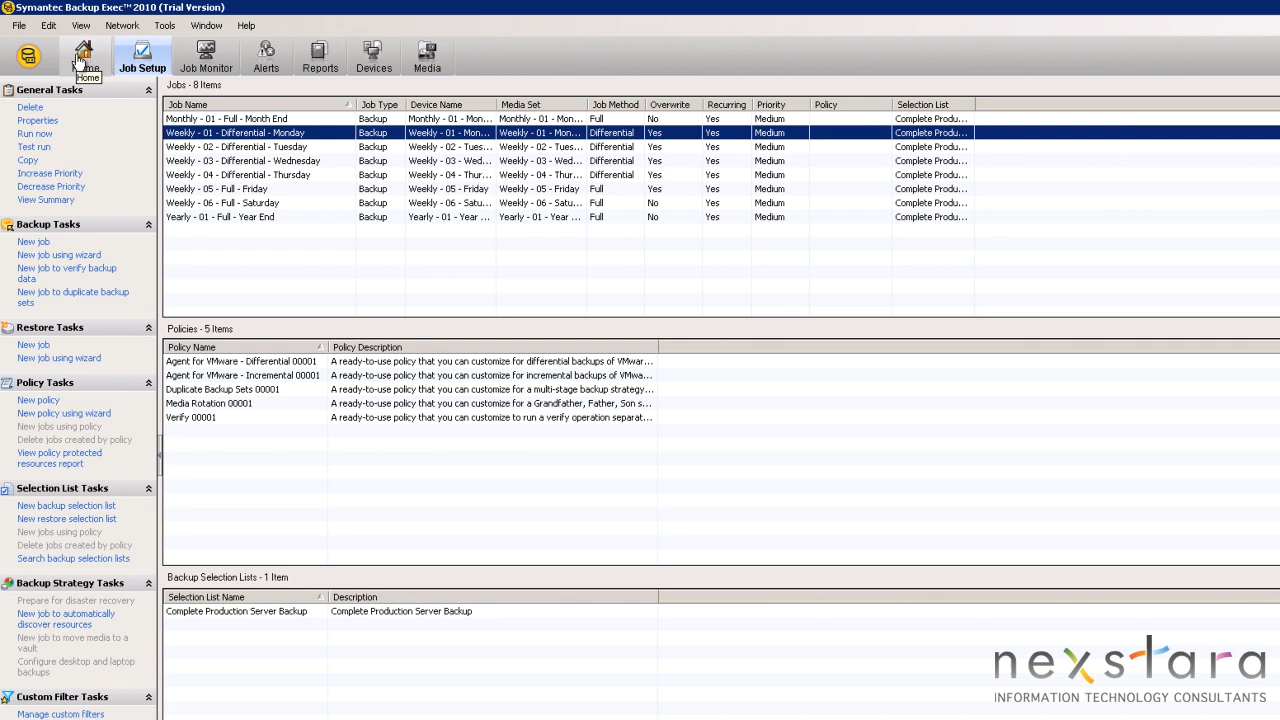 Symantec Backup Exec™ 2010 (Trial Version)
File Edit View Network Tools Window Help
Job Setup Job Monitor Alerts Reports Devices Media
Home
General Tasks
Delete
Properties
Run now
Test run
Copy
Increase Priority
Decrease Priority
View Summary
Backup Tasks
New job
New job using wizard
New job to verify backup
data
New job to duplicate backup
sets
Restore Tasks
New job
New job using wizard
Policy Tasks
New policy
New policy using wizard
New jobs using policy
Delete jobs created by policy
View policy protected
resources report
Selection List Tasks
New backup selection list
New restore selection list
New jobs using policy
Delete jobs created by policy
Search backup selection lists
Backup Strategy Tasks
Prepare for disaster recovery
New job to automatically
discover resources
New job to move media to a
vault
Configure desktop and laptop
backups
Custom Filter Tasks
Manage custom filters
Jobs - 8 Items
Job Name Job Type Device Name Media Set Job Method Overwrite Recurring Priority Policy Selection List
Monthly - 01 - Full - Month End Backup Monthly - 01 - Mon... Monthly - 01 - Mon... Full No Yes Medium Complete Produ...
Weekly - 01 - Differential - Monday Backup Weekly - 01 - Mon... Weekly - 01 - Mon... Differential Yes Yes Medium Complete Produ...
Weekly - 02 - Differential - Tuesday Backup Weekly - 02 - Tues... Weekly - 02 - Tues... Differential Yes Yes Medium Complete Produ...
Weekly - 03 - Differential - Wednesday Backup Weekly - 03 - Wed... Weekly - 03 - Wed... Differential Yes Yes Medium Complete Produ...
Weekly - 04 - Differential - Thursday Backup Weekly - 04 - Thur... Weekly - 04 - Thur... Differential Yes Yes Medium Complete Produ...
Weekly - 05 - Full - Friday Backup Weekly - 05 - Friday Weekly - 05 - Friday Full Yes Yes Medium Complete Produ...
Weekly - 06 - Full - Saturday Backup Weekly - 06 - Satu... Weekly - 06 - Satu... Full No Yes Medium Complete Produ...
Yearly - 01 - Full - Year End Backup Yearly - 01 - Year ... Yearly - 01 - Year ... Full No Yes Medium Complete Produ...
Policies - 5 Items
Policy Name Policy Description
Agent for VMware - Differential 00001 A ready-to-use policy that you can customize for differential backups of VMwar...
Agent for VMware - Incremental 00001 A ready-to-use policy that you can customize for incremental backups of VMwa...
Duplicate Backup Sets 00001 A ready-to-use policy that you can customize for a multi-stage backup strategy...
Media Rotation 00001 A ready-to-use policy that you can customize for a Grandfather, Father, Son s...
Verify 00001 A ready-to-use policy that you can customize to run a verify operation separat...
Backup Selection Lists - 1 Item
Selection List Name Description
Complete Production Server Backup Complete Production Server Backup
nexstara
INFORMATION TECHNOLOGY CONSULTANTS